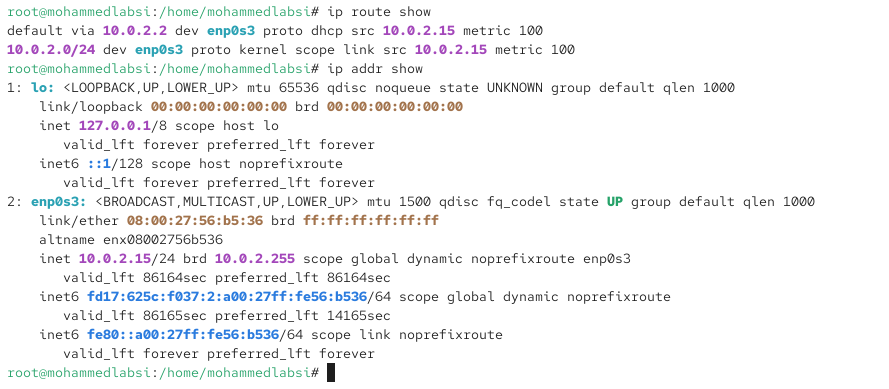 root@mohammedlabsi:/home/mohammedlabsi# ip route show
default via 10.0.2.2 dev enp0s3 proto dhcp src 10.0.2.15 metric 100
10.0.2.0/24 dev enp0s3 proto kernel scope link src 10.0.2.15 metric 100
root@mohammedlabsi:/home/mohammedlabsi# ip addr show
1: lo: <LOOPBACK,UP,LOWER_UP> mtu 65536 qdisc noqueue state UNKNOWN group default qlen 1000
    link/loopback 00:00:00:00:00:00 brd 00:00:00:00:00:00
    inet 127.0.0.1/8 scope host lo
       valid_lft forever preferred_lft forever
    inet6 ::1/128 scope host noprefixroute
       valid_lft forever preferred_lft forever
2: enp0s3: <BROADCAST,MULTICAST,UP,LOWER_UP> mtu 1500 qdisc fq_codel state UP group default qlen 1000
    link/ether 08:00:27:56:b5:36 brd ff:ff:ff:ff:ff:ff
    altname enx08002756b536
    inet 10.0.2.15/24 brd 10.0.2.255 scope global dynamic noprefixroute enp0s3
       valid_lft 86164sec preferred_lft 86164sec
    inet6 fd17:625c:f037:2:a00:27ff:fe56:b536/64 scope global dynamic noprefixroute
       valid_lft 86165sec preferred_lft 14165sec
    inet6 fe80::a00:27ff:fe56:b536/64 scope link noprefixroute
       valid_lft forever preferred_lft forever
root@mohammedlabsi:/home/mohammedlabsi#